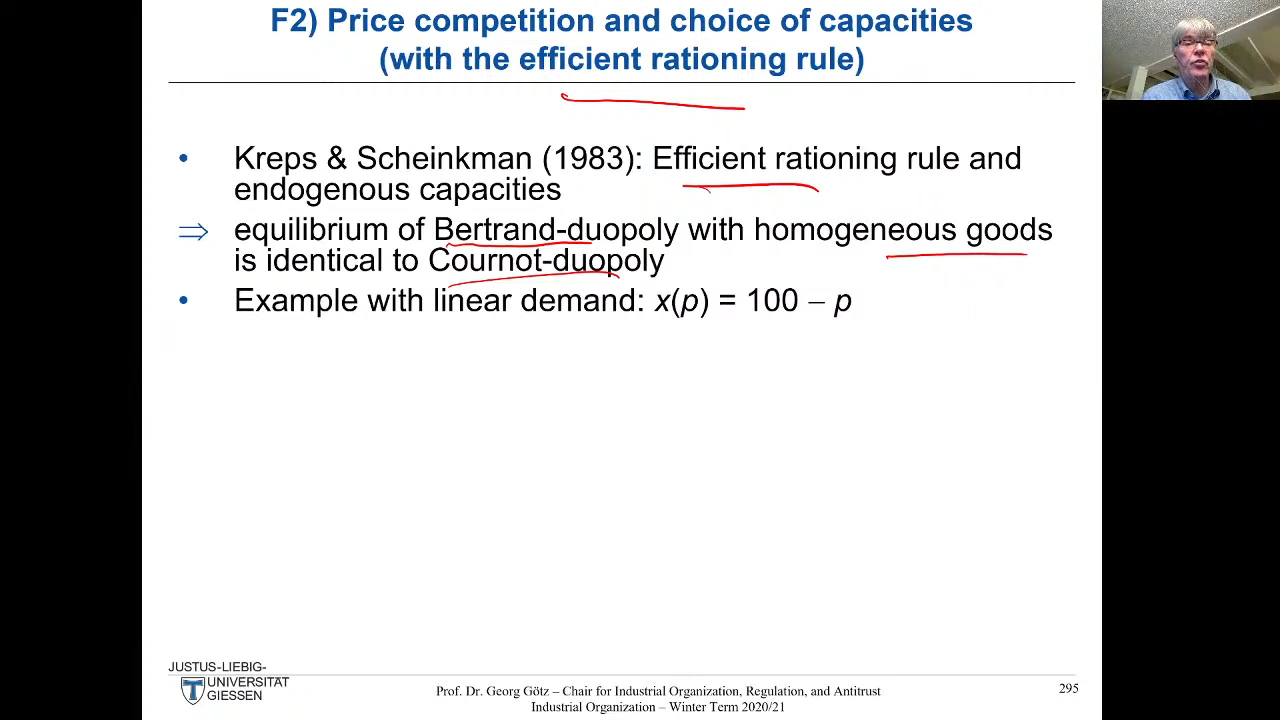 F2) Price competition and choice of capacities
(with the efficient rationing rule)
• Kreps & Scheinkman (1983): Efficient rationing rule and
endogenous capacities
⇒ equilibrium of Bertrand-duopoly with homogeneous goods
is identical to Cournot-duopoly
• Example with linear demand: x(p) = 100 – p
JUSTUS-LIEBIG-
UNIVERSITÄT
GIESSEN
Prof. Dr. Georg Götz – Chair for Industrial Organization, Regulation, and Antitrust
Industrial Organization – Winter Term 2020/21
295